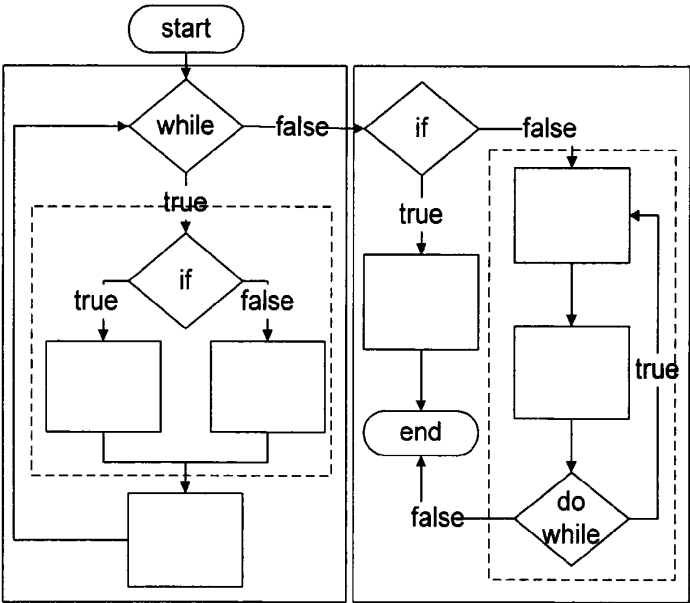 start
while
false
if
false
true
true
if
true
false
true
end
false
do
while